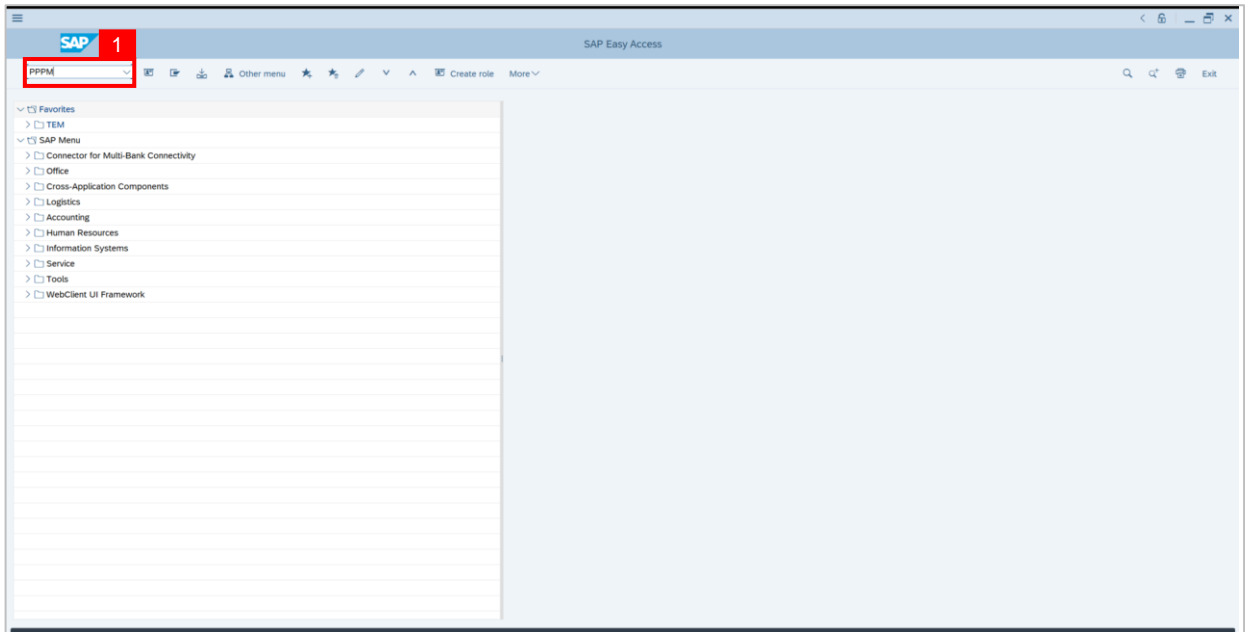 SAP Easy Access
SAP
1
PPPM
Other menu
Create role
More
Exit
Favorites
TEM
SAP Menu
Connector for Multi-Bank Connectivity
Office
Cross-Application Components
Logistics
Accounting
Human Resources
Information Systems
Service
Tools
WebClient UI Framework